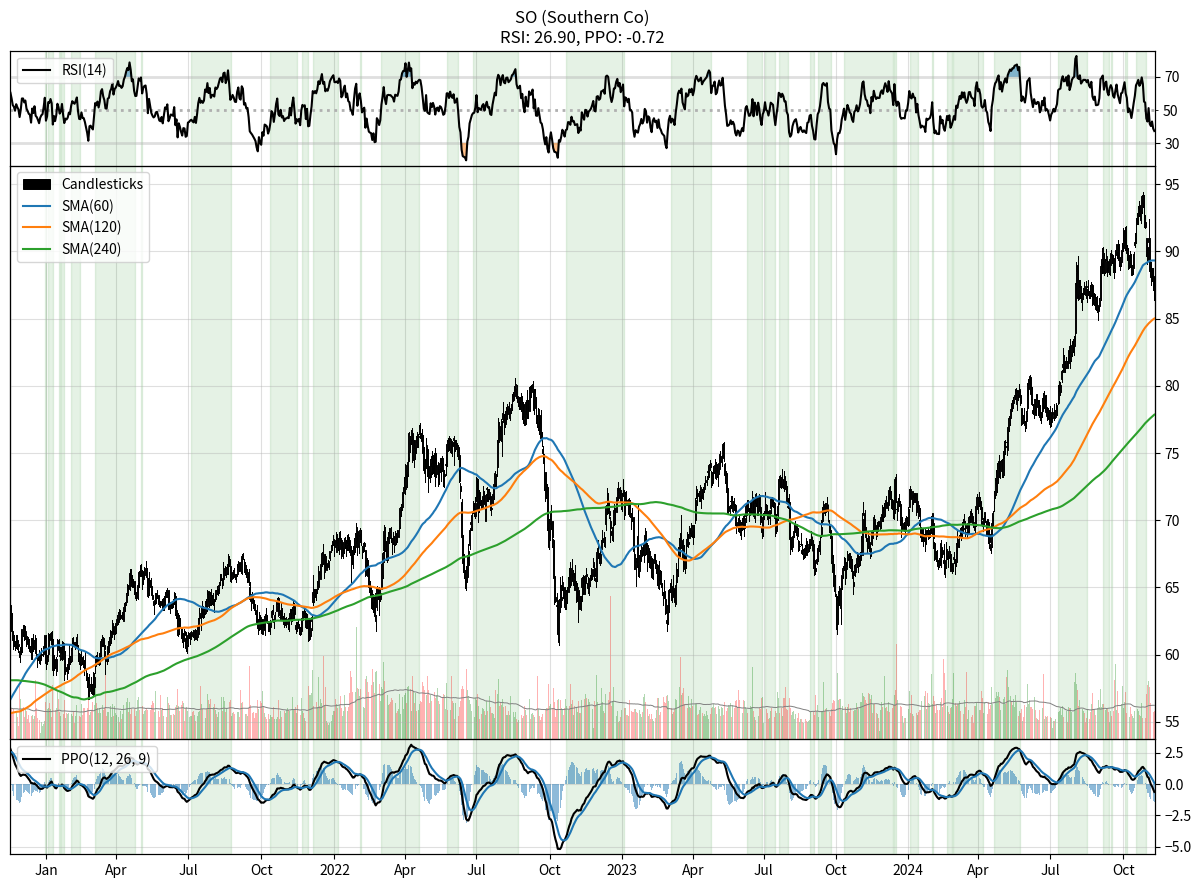 SO (Southern Co)
RSI: 26.90, PPO: -0.72
RSI(14)
70
50
30
Candlesticks
SMA(60)
SMA(120)
SMA(240)
95
90
85
80
75
70
65
60
55
PPO(12, 26, 9)
2.5
0.0
−2.5
−5.0
Jan Apr Jul Oct 2022 Apr Jul Oct 2023 Apr Jul Oct 2024 Apr Jul Oct